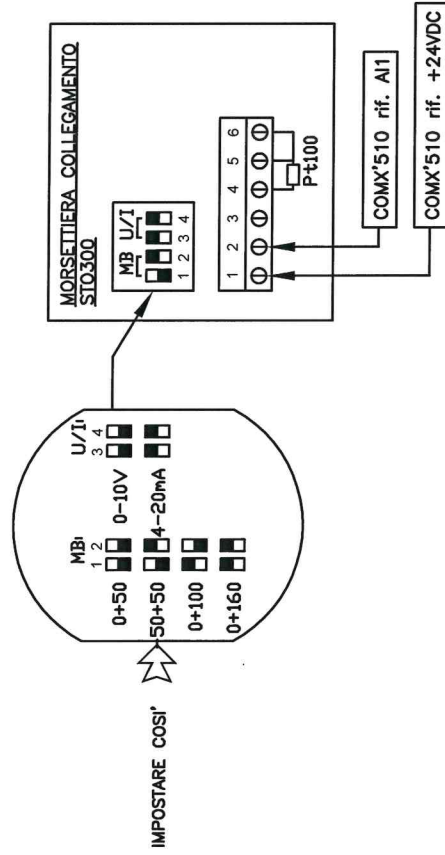 IMPOSTARE COSI'
MB: U/I:
1 2 3 4
0+50 0-10V
50+50 4-20mA
0+100
0+160
MORSETTIERA COLLEGAMENTO
STO300
MB U/I
1 2 3 4
1 2 3 4 5 6
Pt100
COMX'510 rif. AI1
COMX'510 rif. +24VDC